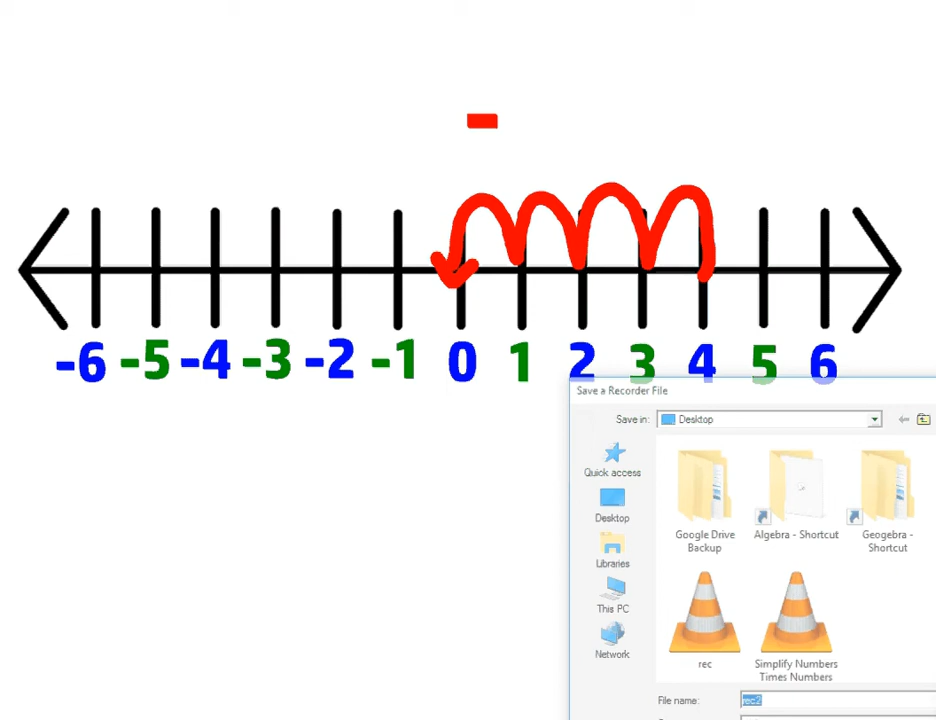 -
-6 -5 -4 -3 -2 -1 0 1 2 3 4 5 6
Save a Recorder File
Save in: Desktop
Quick access
Desktop
Libraries
This PC
Network
Google Drive
Backup
Algebra - Shortcut
Geogebra -
Shortcut
rec
Simplify Numbers
Times Numbers
File name: rec2